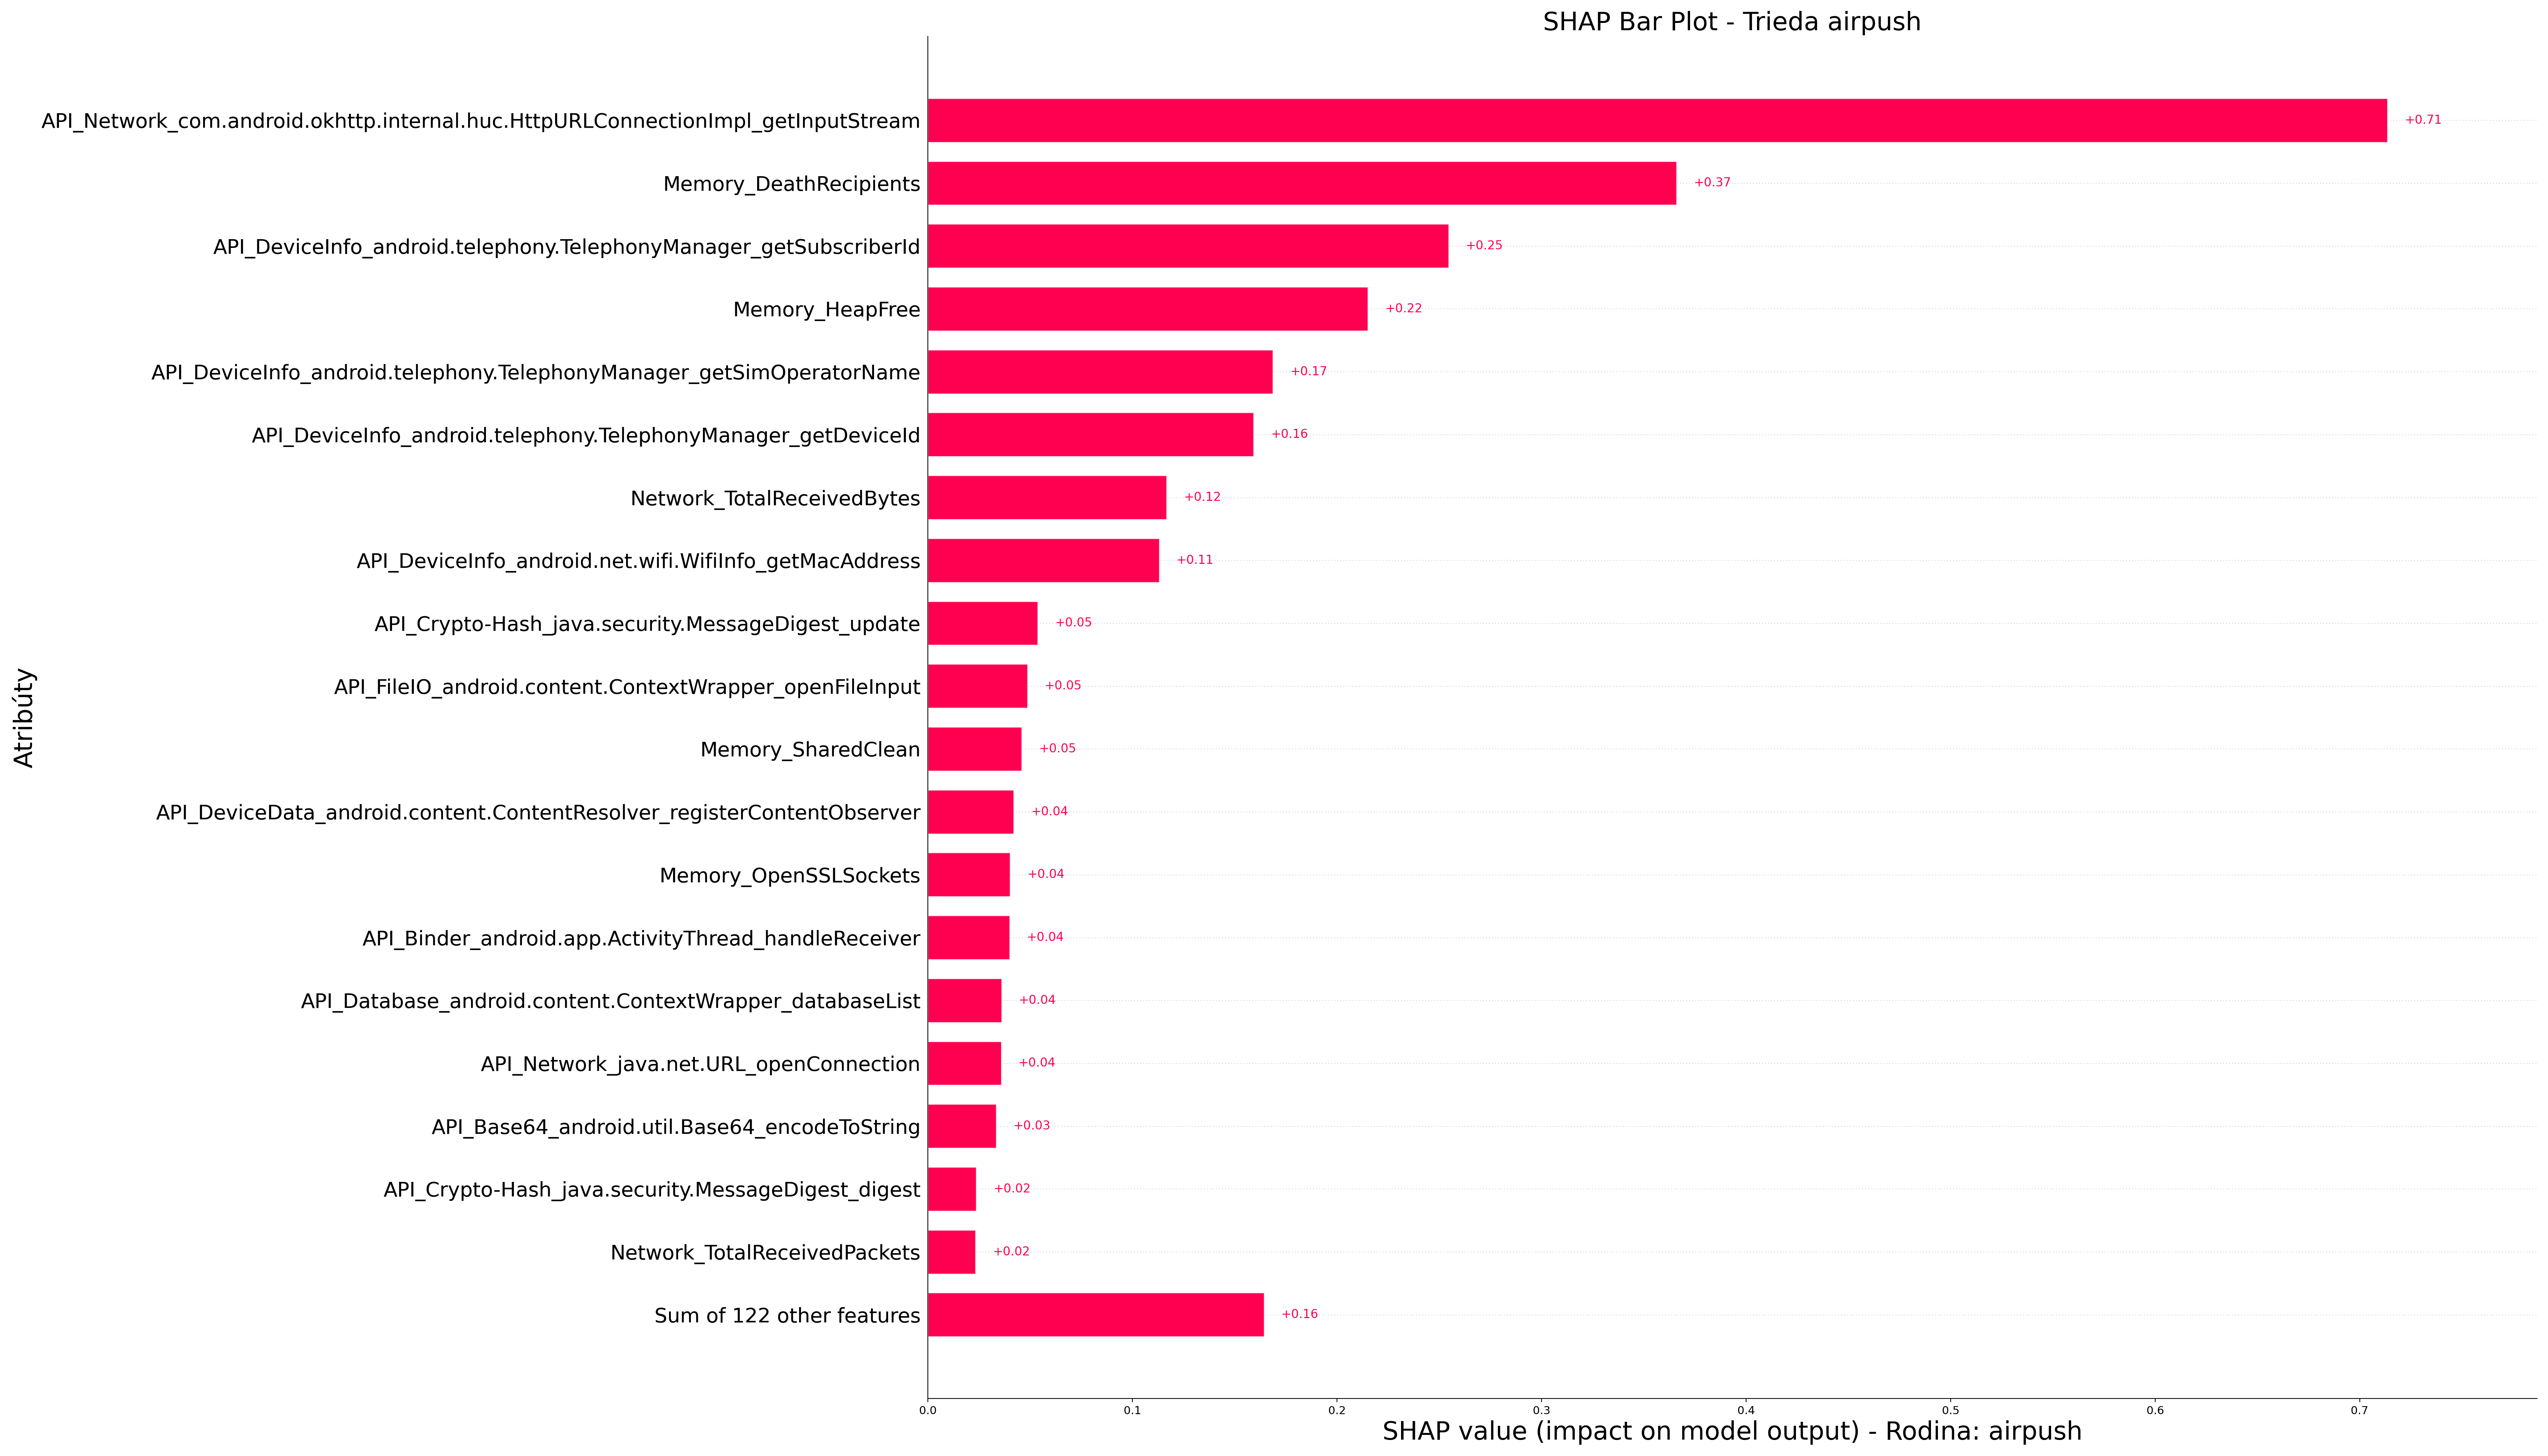 SHAP Bar Plot - Trieda airpush
API_Network_com.android.okhttp.internal.huc.HttpURLConnectionImpl_getInputStream +0.71
Memory_DeathRecipients +0.37
API_DeviceInfo_android.telephony.TelephonyManager_getSubscriberId +0.25
Memory_HeapFree +0.22
API_DeviceInfo_android.telephony.TelephonyManager_getSimOperatorName +0.17
API_DeviceInfo_android.telephony.TelephonyManager_getDeviceId +0.16
Network_TotalReceivedBytes +0.12
API_DeviceInfo_android.net.wifi.WifiInfo_getMacAddress +0.11
API_Crypto-Hash_java.security.MessageDigest_update +0.05
API_FileIO_android.content.ContextWrapper_openFileInput +0.05
Memory_SharedClean +0.05
API_DeviceData_android.content.ContentResolver_registerContentObserver +0.04
Memory_OpenSSLSockets +0.04
API_Binder_android.app.ActivityThread_handleReceiver +0.04
API_Database_android.content.ContextWrapper_databaseList +0.04
API_Network_java.net.URL_openConnection +0.04
API_Base64_android.util.Base64_encodeToString +0.03
API_Crypto-Hash_java.security.MessageDigest_digest +0.02
Network_TotalReceivedPackets +0.02
Sum of 122 other features +0.16
Atribúty
0.0 0.1 0.2 0.3 0.4 0.5 0.6 0.7
SHAP value (impact on model output) - Rodina: airpush